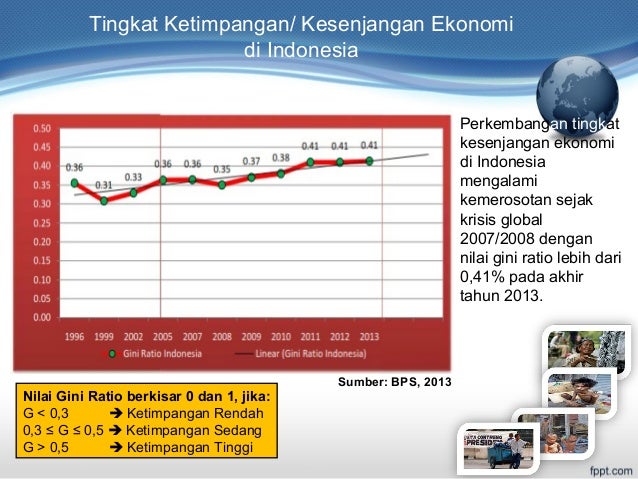 Tingkat Ketimpangan/ Kesenjangan Ekonomi
di Indonesia
0.50
0.45
0.40
0.35
0.30
0.25
0.20
0.15
0.10
0.05
0.00
0.36 0.31 0.33 0.36 0.36 0.35 0.37 0.38 0.41 0.41 0.41
1996 1999 2002 2005 2007 2008 2009 2010 2011 2012 2013
Gini Ratio Indonesia Linear (Gini Ratio Indonesia)
Perkembangan tingkat
kesenjangan ekonomi
di Indonesia
mengalami
kemerosotan sejak
krisis global
2007/2008 dengan
nilai gini ratio lebih dari
0,41% pada akhir
tahun 2013.
Sumber: BPS, 2013
Nilai Gini Ratio berkisar 0 dan 1, jika:
G < 0,3 ➔ Ketimpangan Rendah
0,3 ≤ G ≤ 0,5 ➔ Ketimpangan Sedang
G > 0,5 ➔ Ketimpangan Tinggi
PRESIDEN
fppt.com